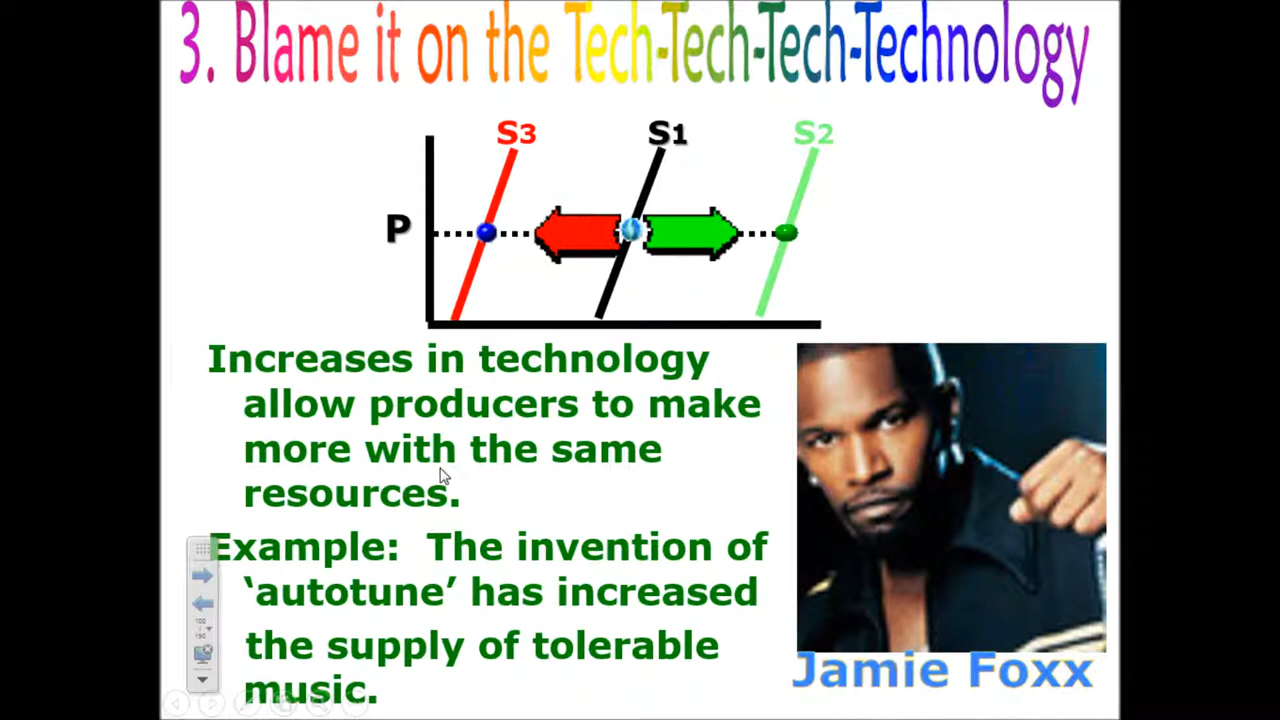 3. Blame it on the Tech-Tech-Tech-Technology
S3 S1 S2
P
Increases in technology
allow producers to make
more with the same
resources.
Example: The invention of
‘autotune’ has increased
the supply of tolerable
music.
Jamie Foxx
100
150